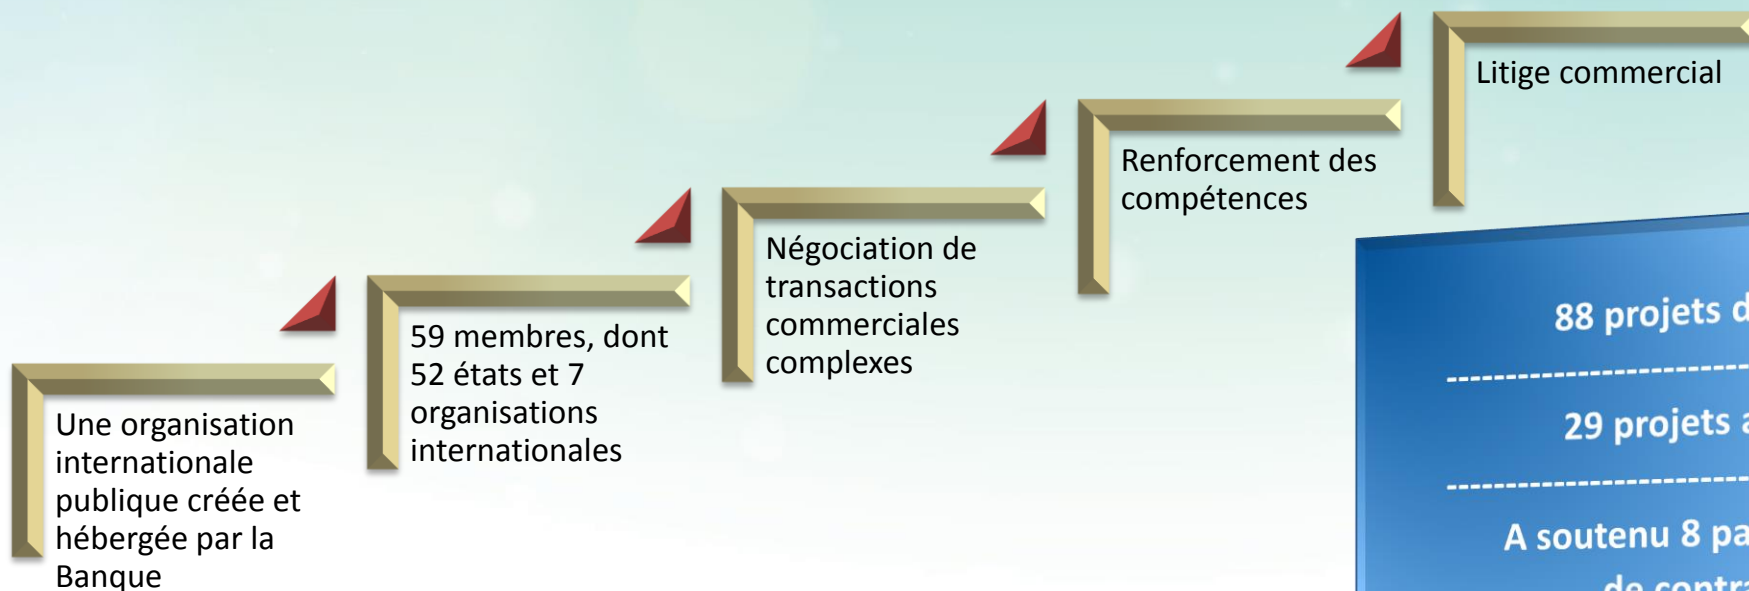 Une organisation
internationale
publique créée et
hébergée par la
Banque
59 membres, dont
52 états et 7
organisations
internationales
Négociation de
transactions
commerciales
complexes
Renforcement des
compétences
Litige commercial
88 projets
29 projets
A soutenu 8
de